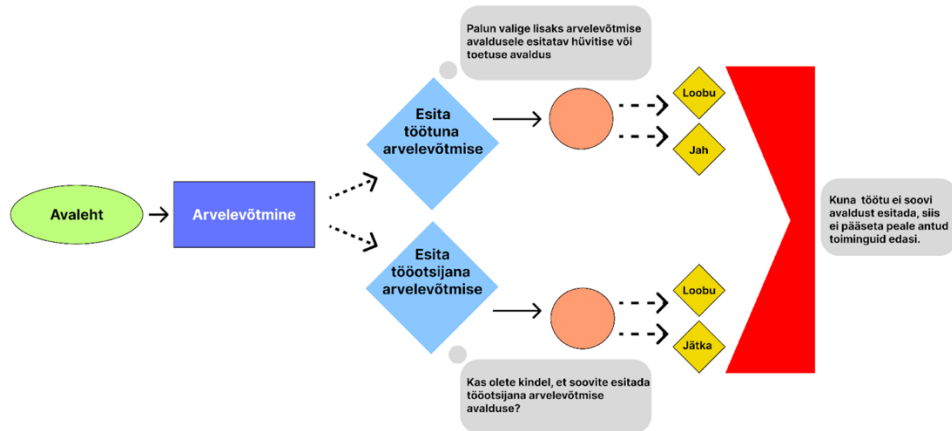 Palun valige lisaks arvelevõtmise
avaldusele esitatav hüvitise või
toetuse avaldus
Esita
töötuna
arvelevõtmise
Loobu
Jah
Avaleht
Arvelevõtmine
Kuna töötu ei soovi
avaldust esitada, siis
ei pääseta peale antud
toiminguid edasi.
Esita
tööotsijana
arvelevõtmise
Loobu
Jätka
Kas olete kindel, et soovite esitada
tööotsijana arvelevõtmise
avalduse?